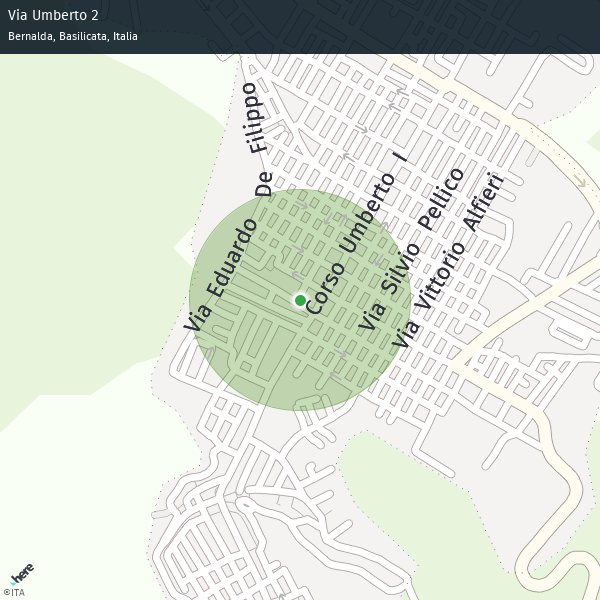 Via Umberto 2
Bernalda, Basilicata, Italia
Via Eduardo De Filippo
Corso Umberto I
Via Silvio Pellico
Via Vittorio Alfieri
here
©ITA